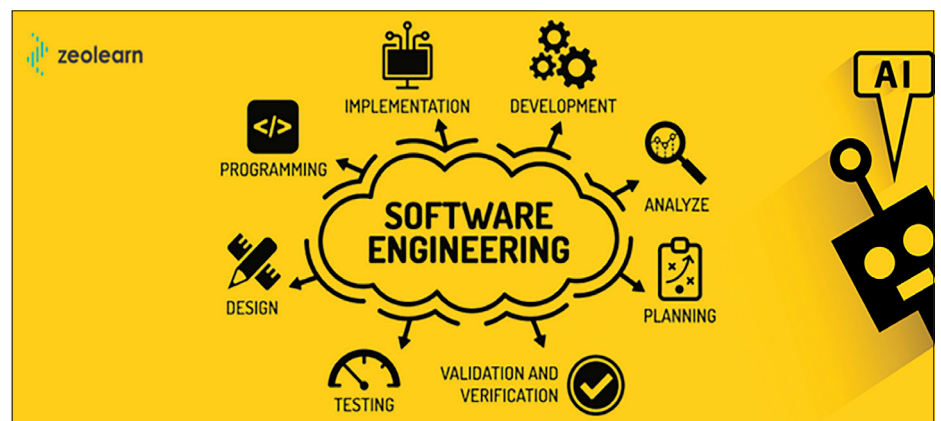 zeolearn
AI
IMPLEMENTATION
DEVELOPMENT
</>
PROGRAMMING
ANALYZE
SOFTWARE
ENGINEERING
DESIGN
PLANNING
TESTING
VALIDATION AND
VERIFICATION